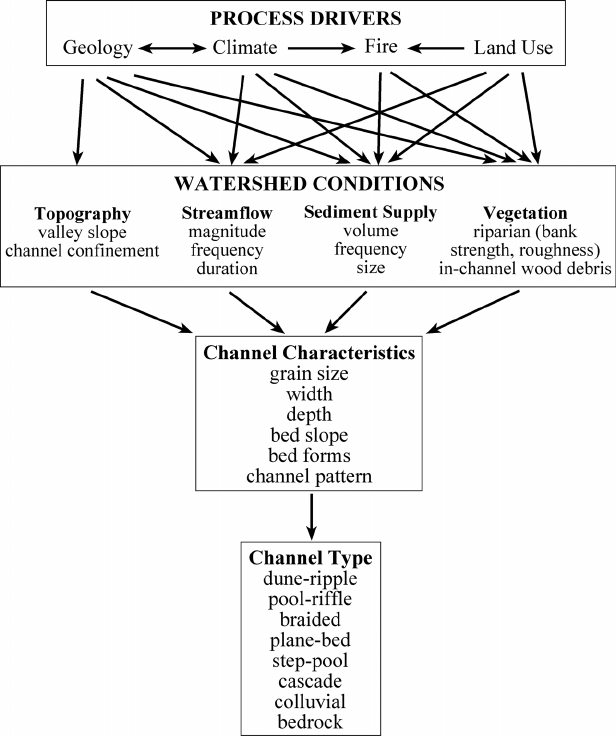 PROCESS DRIVERS
Geology Climate Fire Land Use
WATERSHED CONDITIONS
Topography
valley slope
channel confinement
Streamflow
magnitude
frequency
duration
Sediment Supply
volume
frequency
size
Vegetation
riparian (bank
strength, roughness)
in-channel wood debris
Channel Characteristics
grain size
width
depth
bed slope
bed forms
channel pattern
Channel Type
dune-ripple
pool-riffle
braided
plane-bed
step-pool
cascade
colluvial
bedrock